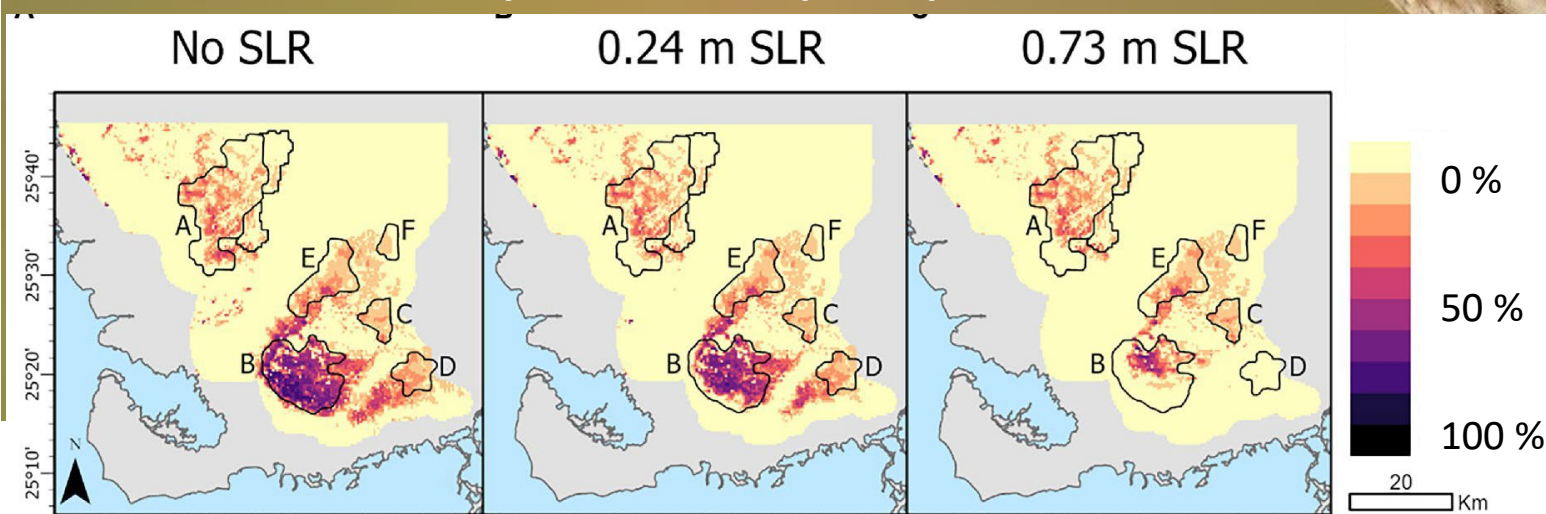 No SLR
0.24 m SLR
0.73 m SLR
25°40'
25°30'
25°20'
25°10'
A
B
C
D
E
F
N
A
B
C
D
E
F
A
B
C
D
E
F
0 %
50 %
100 %
20
Km